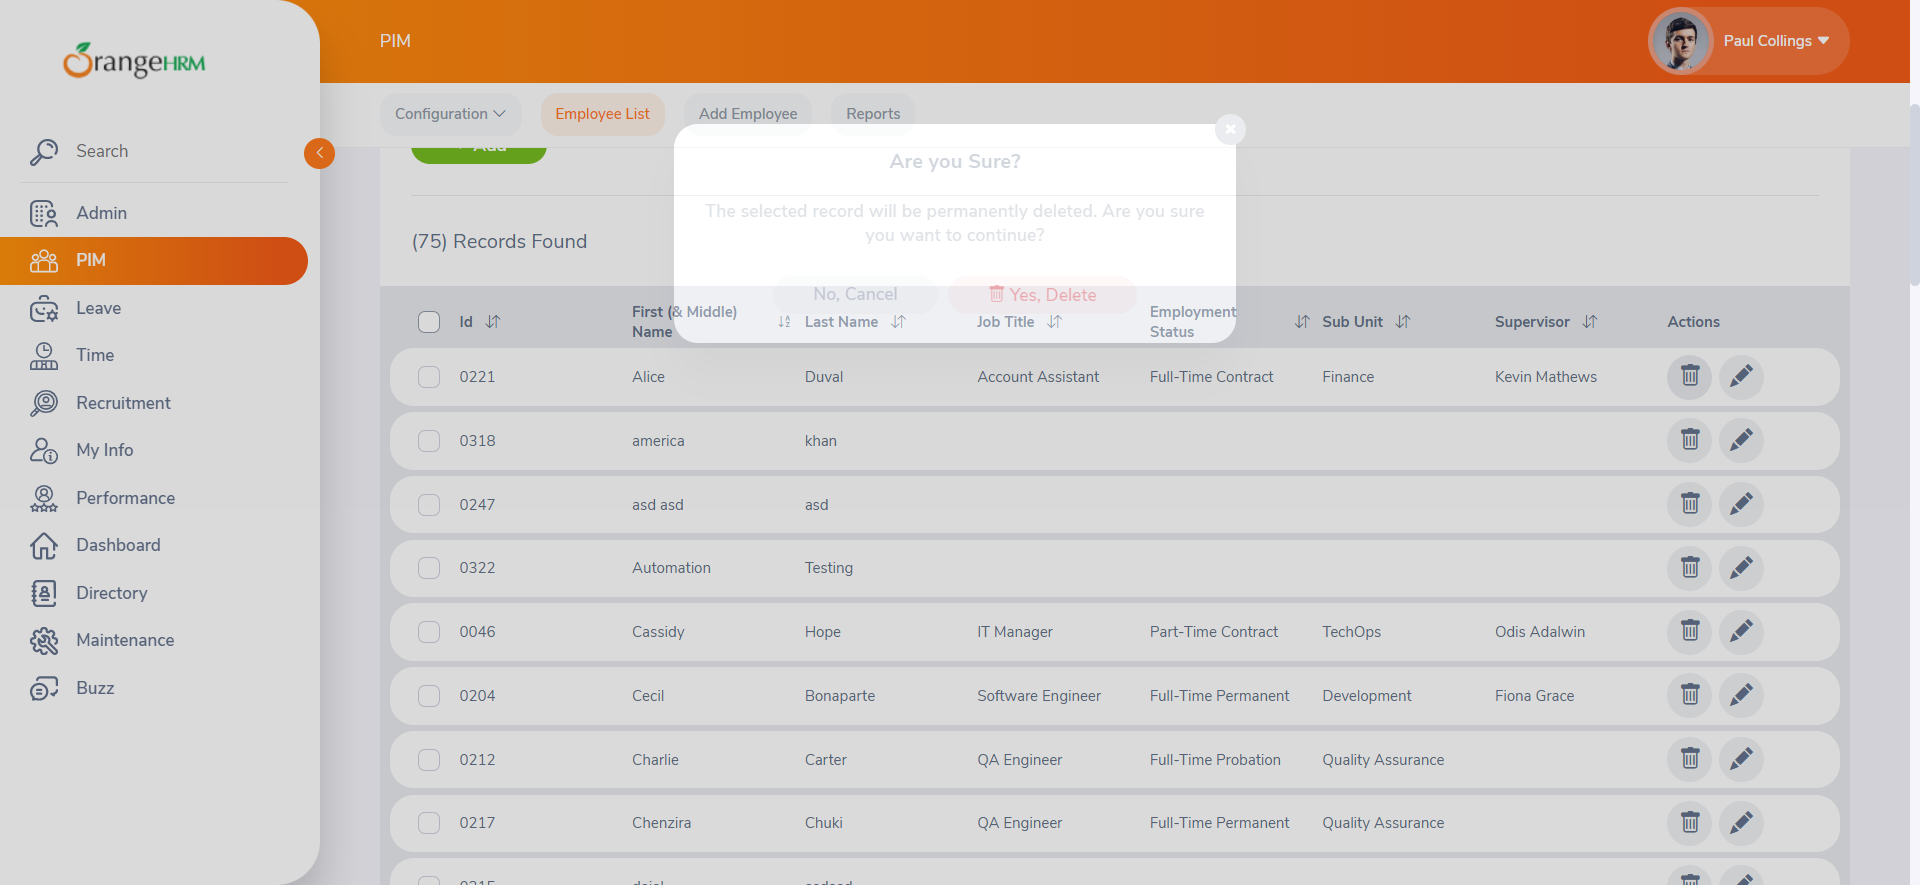 OrangeHRM
PIM
Paul Collings
Configuration
Employee List
Add Employee
Reports
Search
Admin
PIM
Leave
Time
Recruitment
My Info
Performance
Dashboard
Directory
Maintenance
Buzz
Are you Sure?
The selected record will be permanently deleted. Are you sure
you want to continue?
No, Cancel
Yes, Delete
Add
(75) Records Found
Id
First (& Middle)
Name
Last Name
Job Title
Employment
Status
Sub Unit
Supervisor
Actions
0221 Alice Duval Account Assistant Full-Time Contract Finance Kevin Mathews
0318 america khan
0247 asd asd asd
0322 Automation Testing
0046 Cassidy Hope IT Manager Part-Time Contract TechOps Odis Adalwin
0204 Cecil Bonaparte Software Engineer Full-Time Permanent Development Fiona Grace
0212 Charlie Carter QA Engineer Full-Time Probation Quality Assurance
0217 Chenzira Chuki QA Engineer Full-Time Permanent Quality Assurance